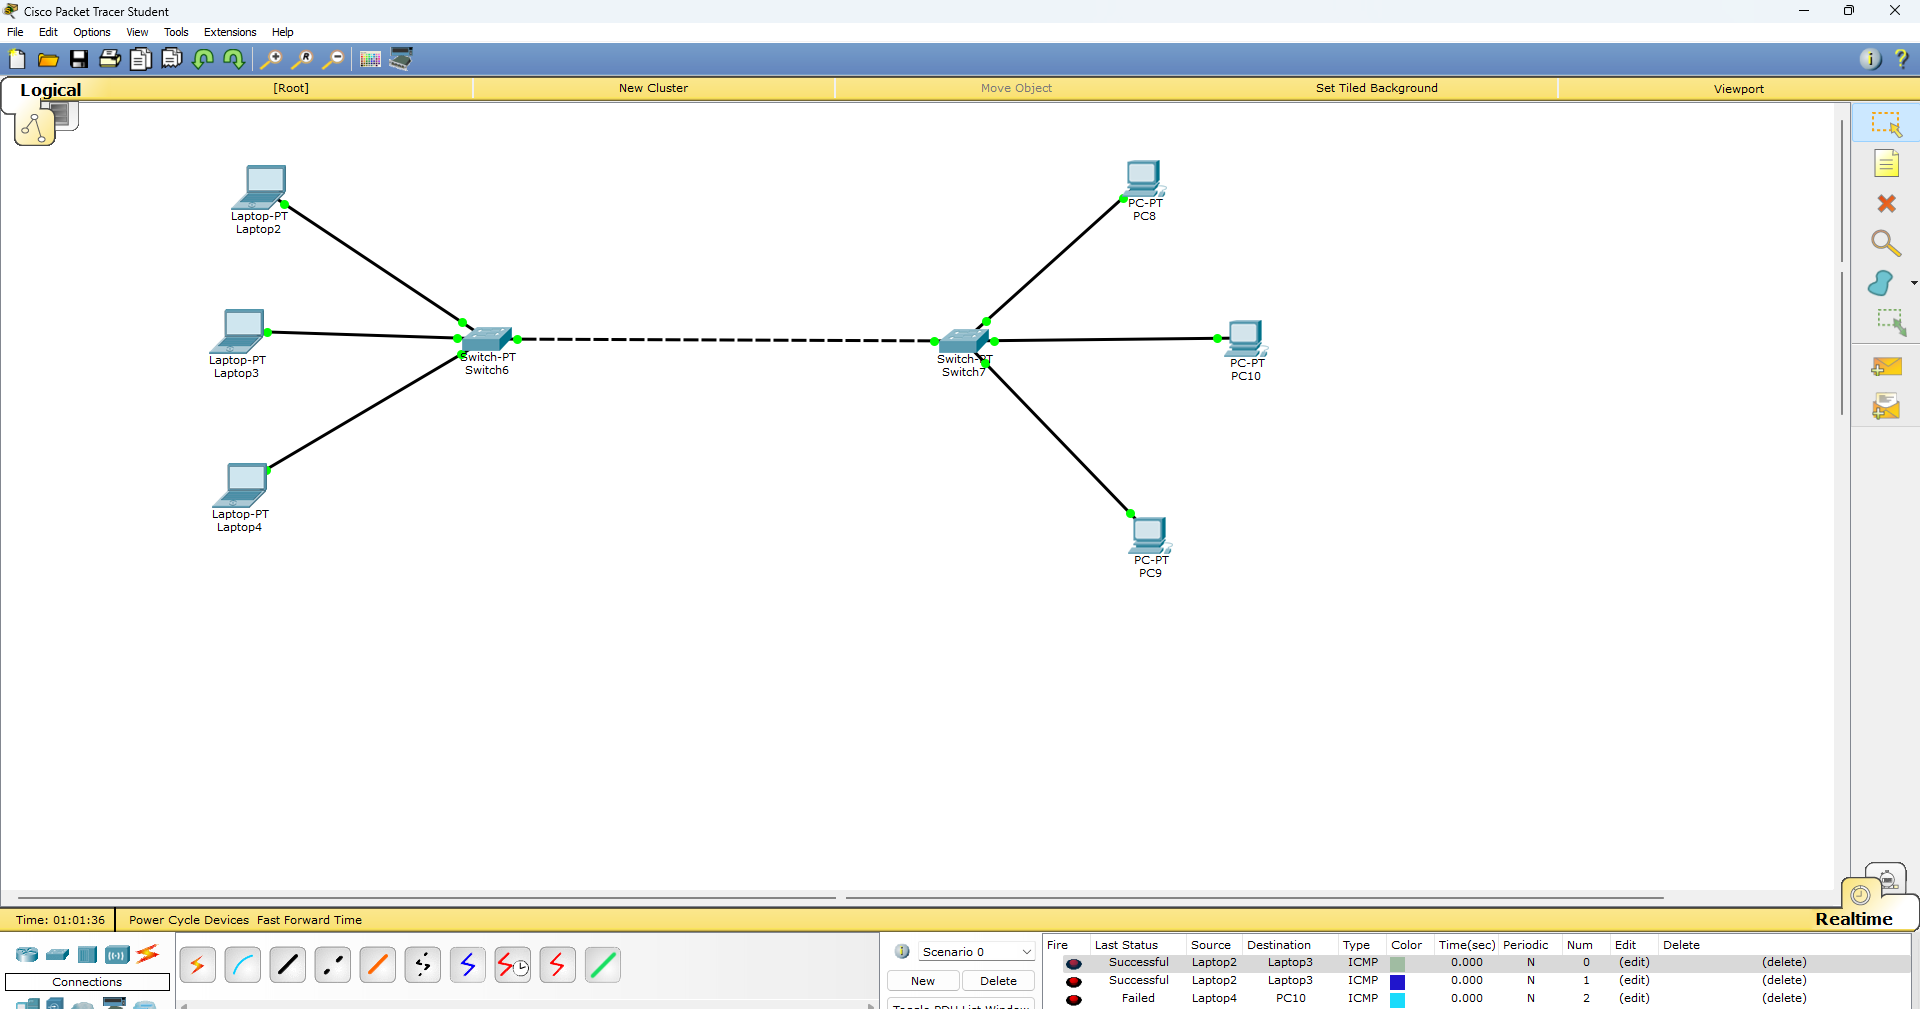 Cisco Packet Tracer Student
File Edit Options View Tools Extensions Help
Logical [Root] New Cluster Move Object Set Tiled Background Viewport
Laptop-PT
Laptop2
PC-PT
PC8
Laptop-PT
Laptop3
Switch-PT
Switch6
Switch-PT
Switch7
PC-PT
PC10
Laptop-PT
Laptop4
PC-PT
PC9
Time: 01:01:36 Power Cycle Devices Fast Forward Time Realtime
Connections
Scenario 0
New Delete
Toggle PDU List Window
Fire Last Status Source Destination Type Color Time(sec) Periodic Num Edit Delete
Successful Laptop2 Laptop3 ICMP 0.000 N 0 (edit) (delete)
Successful Laptop2 Laptop3 ICMP 0.000 N 1 (edit) (delete)
Failed Laptop4 PC10 ICMP 0.000 N 2 (edit) (delete)